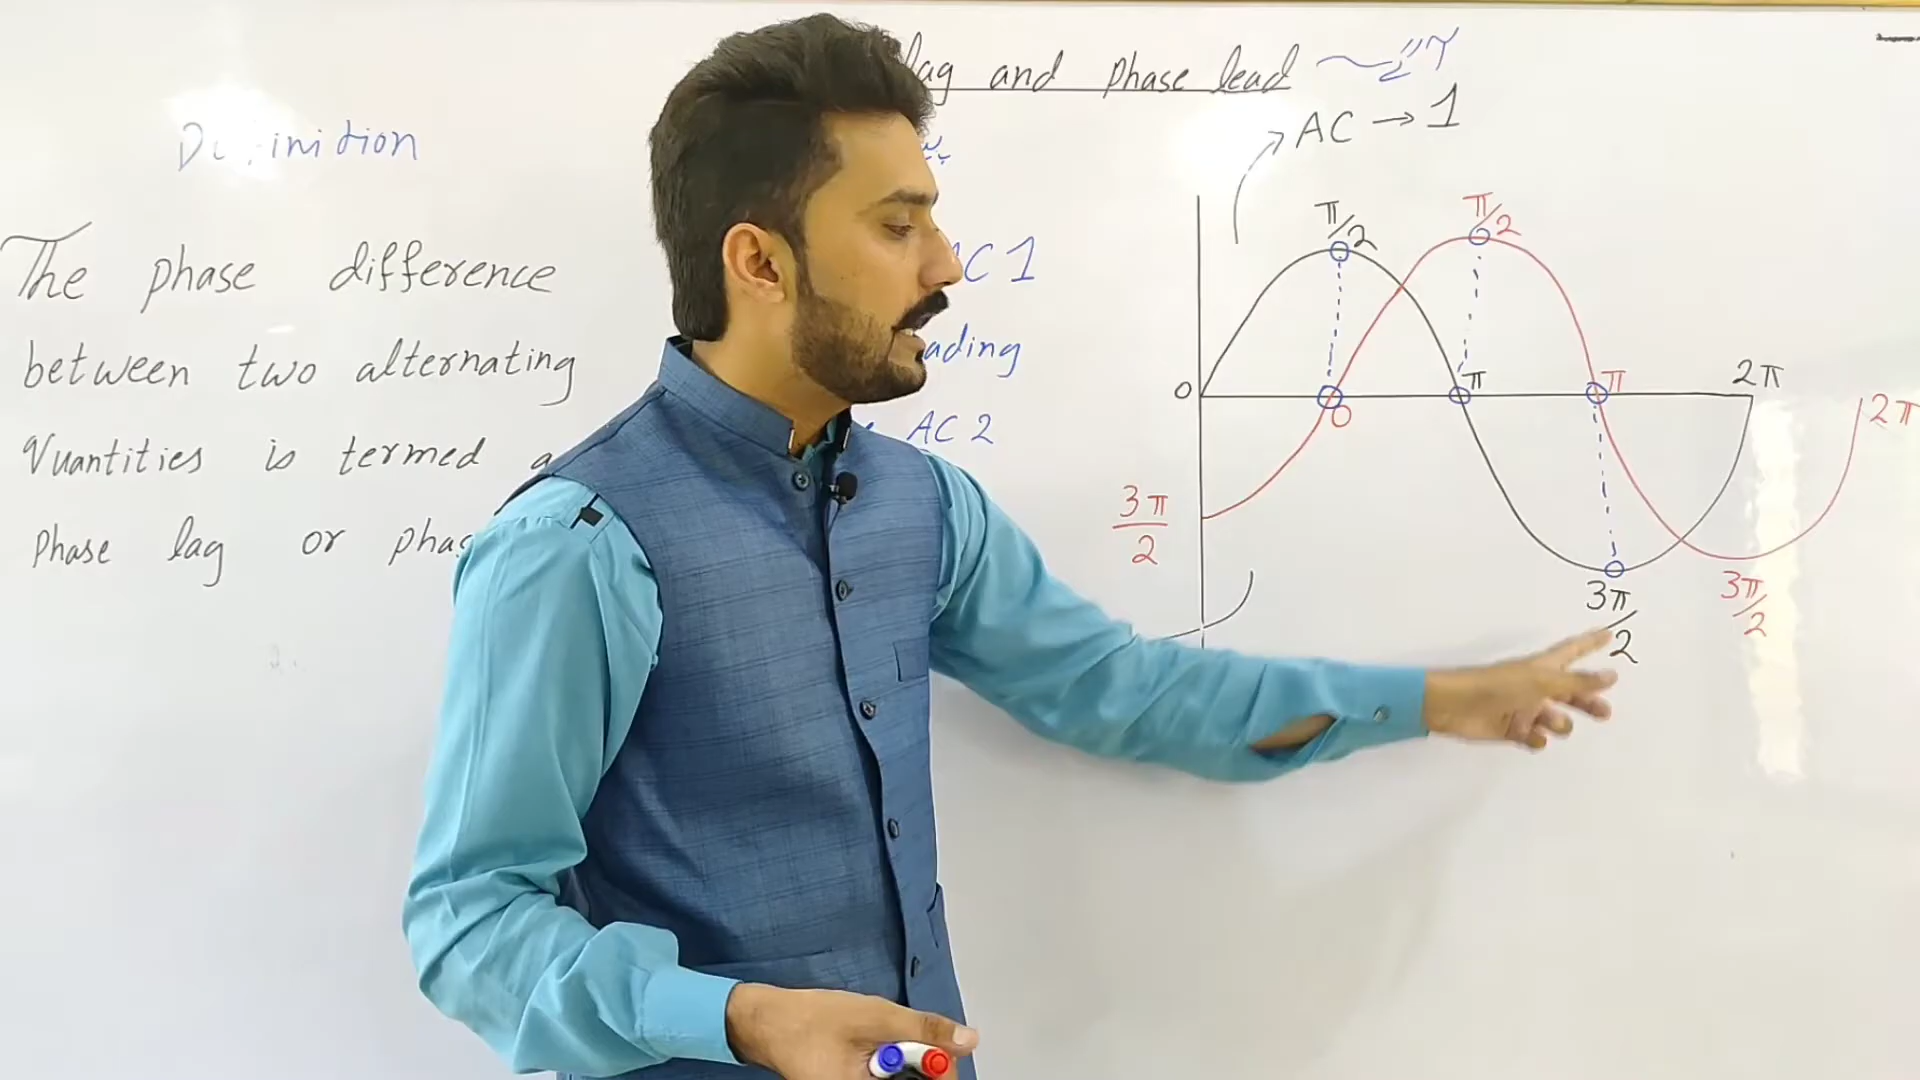 lag and phase lead
AC → 1
Definition
The phase difference
between two alternating
Quantities is termed a
Phase lag or phas
AC 1
ading
AC 2
π/2
π/2
0
0
π
π
2π
2π
3π/2
3π/2
3π/2